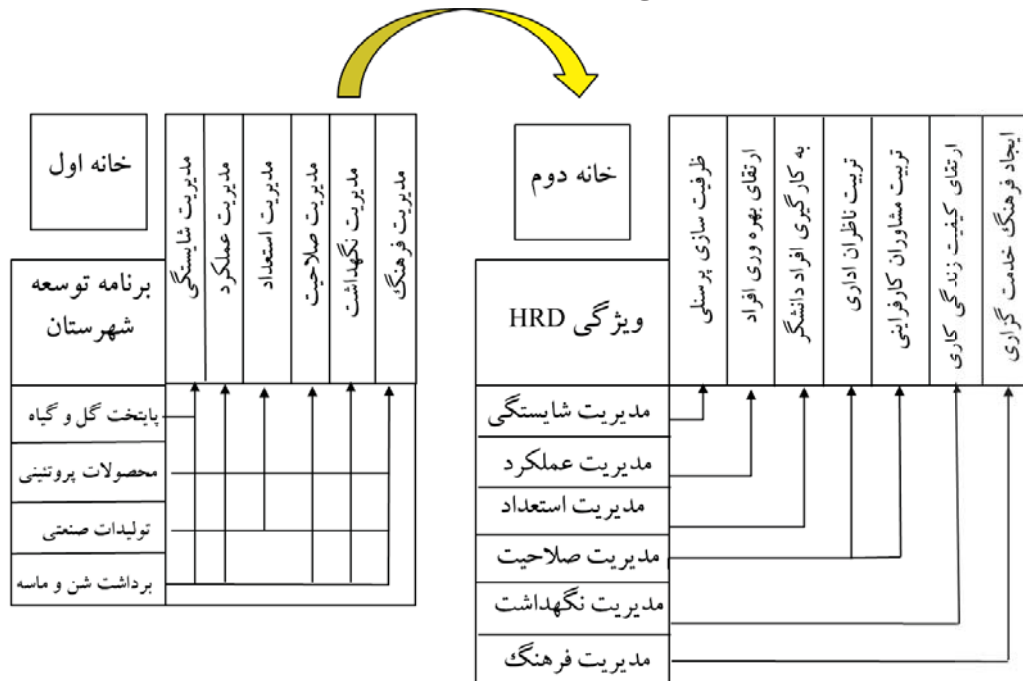 خانه اول
مدیریت شایستگی
مدیریت عملکرد
مدیریت استعداد
مدیریت صلاحیت
مدیریت نگهداشت
مدیریت فرهنگ
برنامه توسعه
شهرستان
پایتخت گل و گیاه
محصولات پروتئینی
تولیدات صنعتی
برداشت شن و ماسه
خانه دوم
ظرفیت سازی پرسنلی
ارتقای بهره وری افراد
به کارگیری افراد دانشگر
تربیت ناظران اداری
تربیت مشاوران کارفراینی
ارتقای کیفیت زندگی کاری
ایجاد فرهنگ خدمت گزاری
ویژگی HRD
مدیریت شایستگی
مدیریت عملکرد
مدیریت استعداد
مدیریت صلاحیت
مدیریت نگهداشت
مدیریت فرهنگ